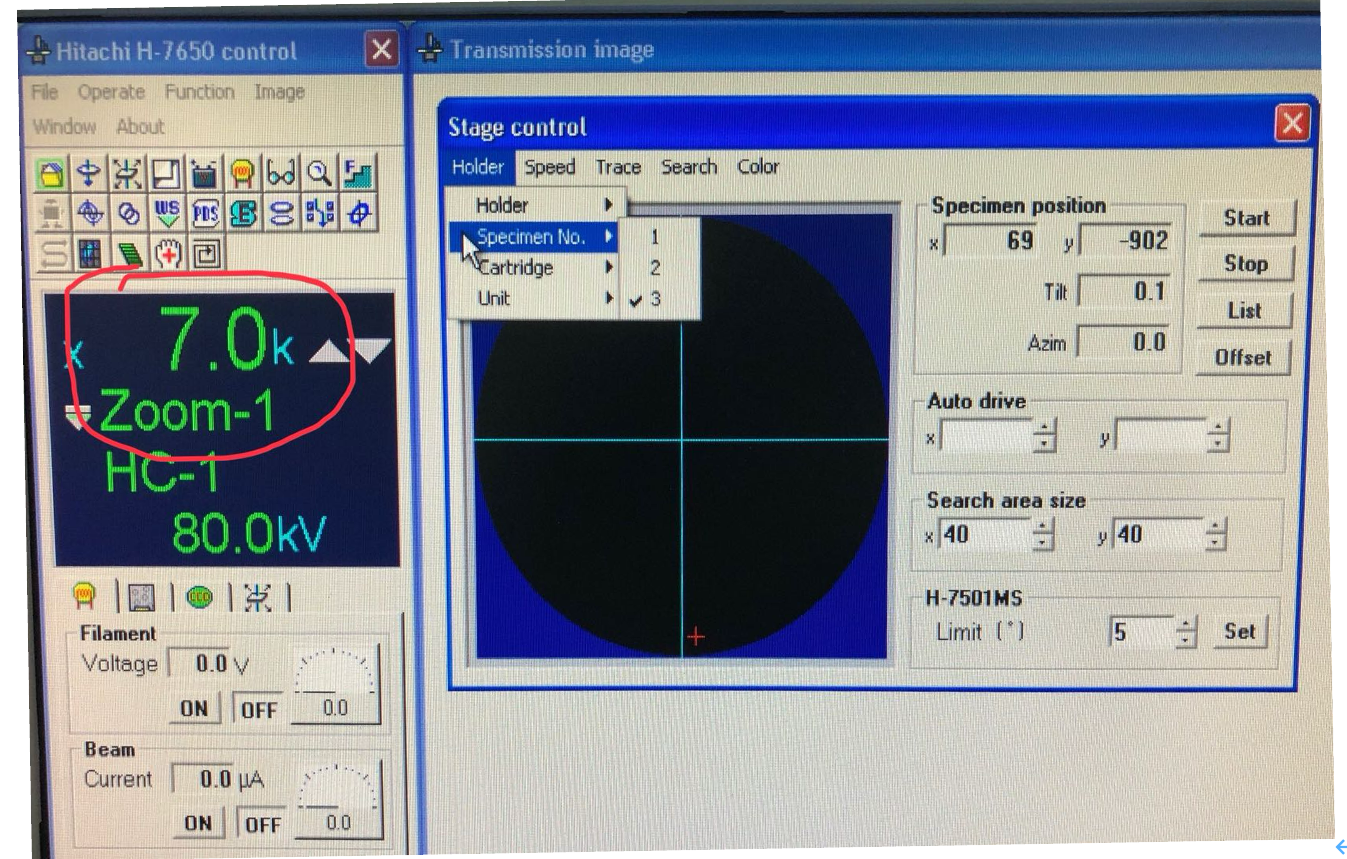 Hitachi H-7650 control
File Operate Function Image
Window About
WS PDS
x 7.0k
Zoom-1
HC-1
80.0kV
CCD
Filament
Voltage 0.0 V
ON OFF 0.0
Beam
Current 0.0 µA
ON OFF 0.0
Transmission image
Stage control
Holder Speed Trace Search Color
Holder
Specimen No.
Cartridge
Unit
1
2
3
Specimen position
x 69 y -902
Tilt 0.1
Azim 0.0
Start
Stop
List
Offset
Auto drive
x y
Search area size
x 40 y 40
H-7501MS
Limit (°) 5 Set